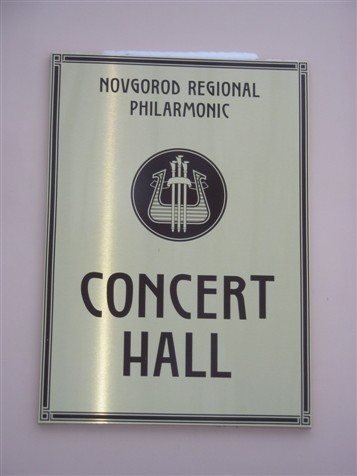 NOVGOROD REGIONAL
PHILARMONIC
CONCERT
HALL